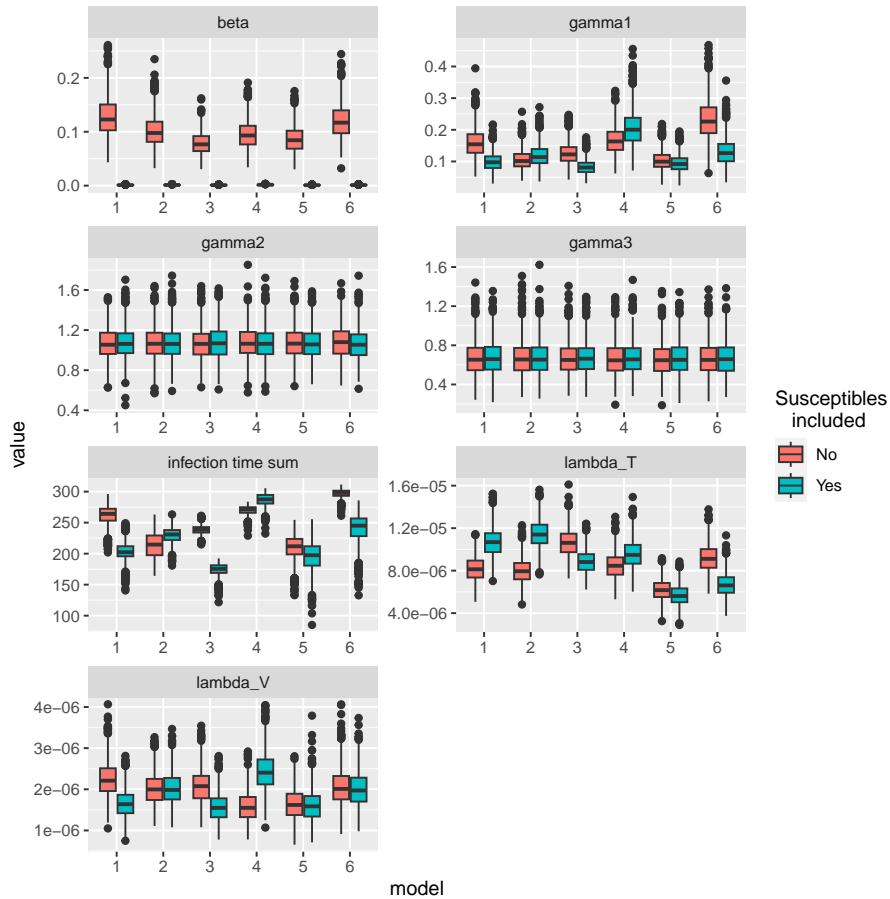 beta
gamma1
0.2
0.1
0.0
0.4
0.3
0.2
0.1
1 2 3 4 5 6
1 2 3 4 5 6
gamma2
gamma3
1.6
1.2
0.8
0.4
1.6
1.2
0.8
0.4
1 2 3 4 5 6
1 2 3 4 5 6
value
infection time sum
lambda_T
300
250
200
150
100
1.6e-05
1.2e-05
8.0e-06
4.0e-06
1 2 3 4 5 6
1 2 3 4 5 6
lambda_V
4e-06
3e-06
2e-06
1e-06
1 2 3 4 5 6
model
Susceptibles
included
No
Yes